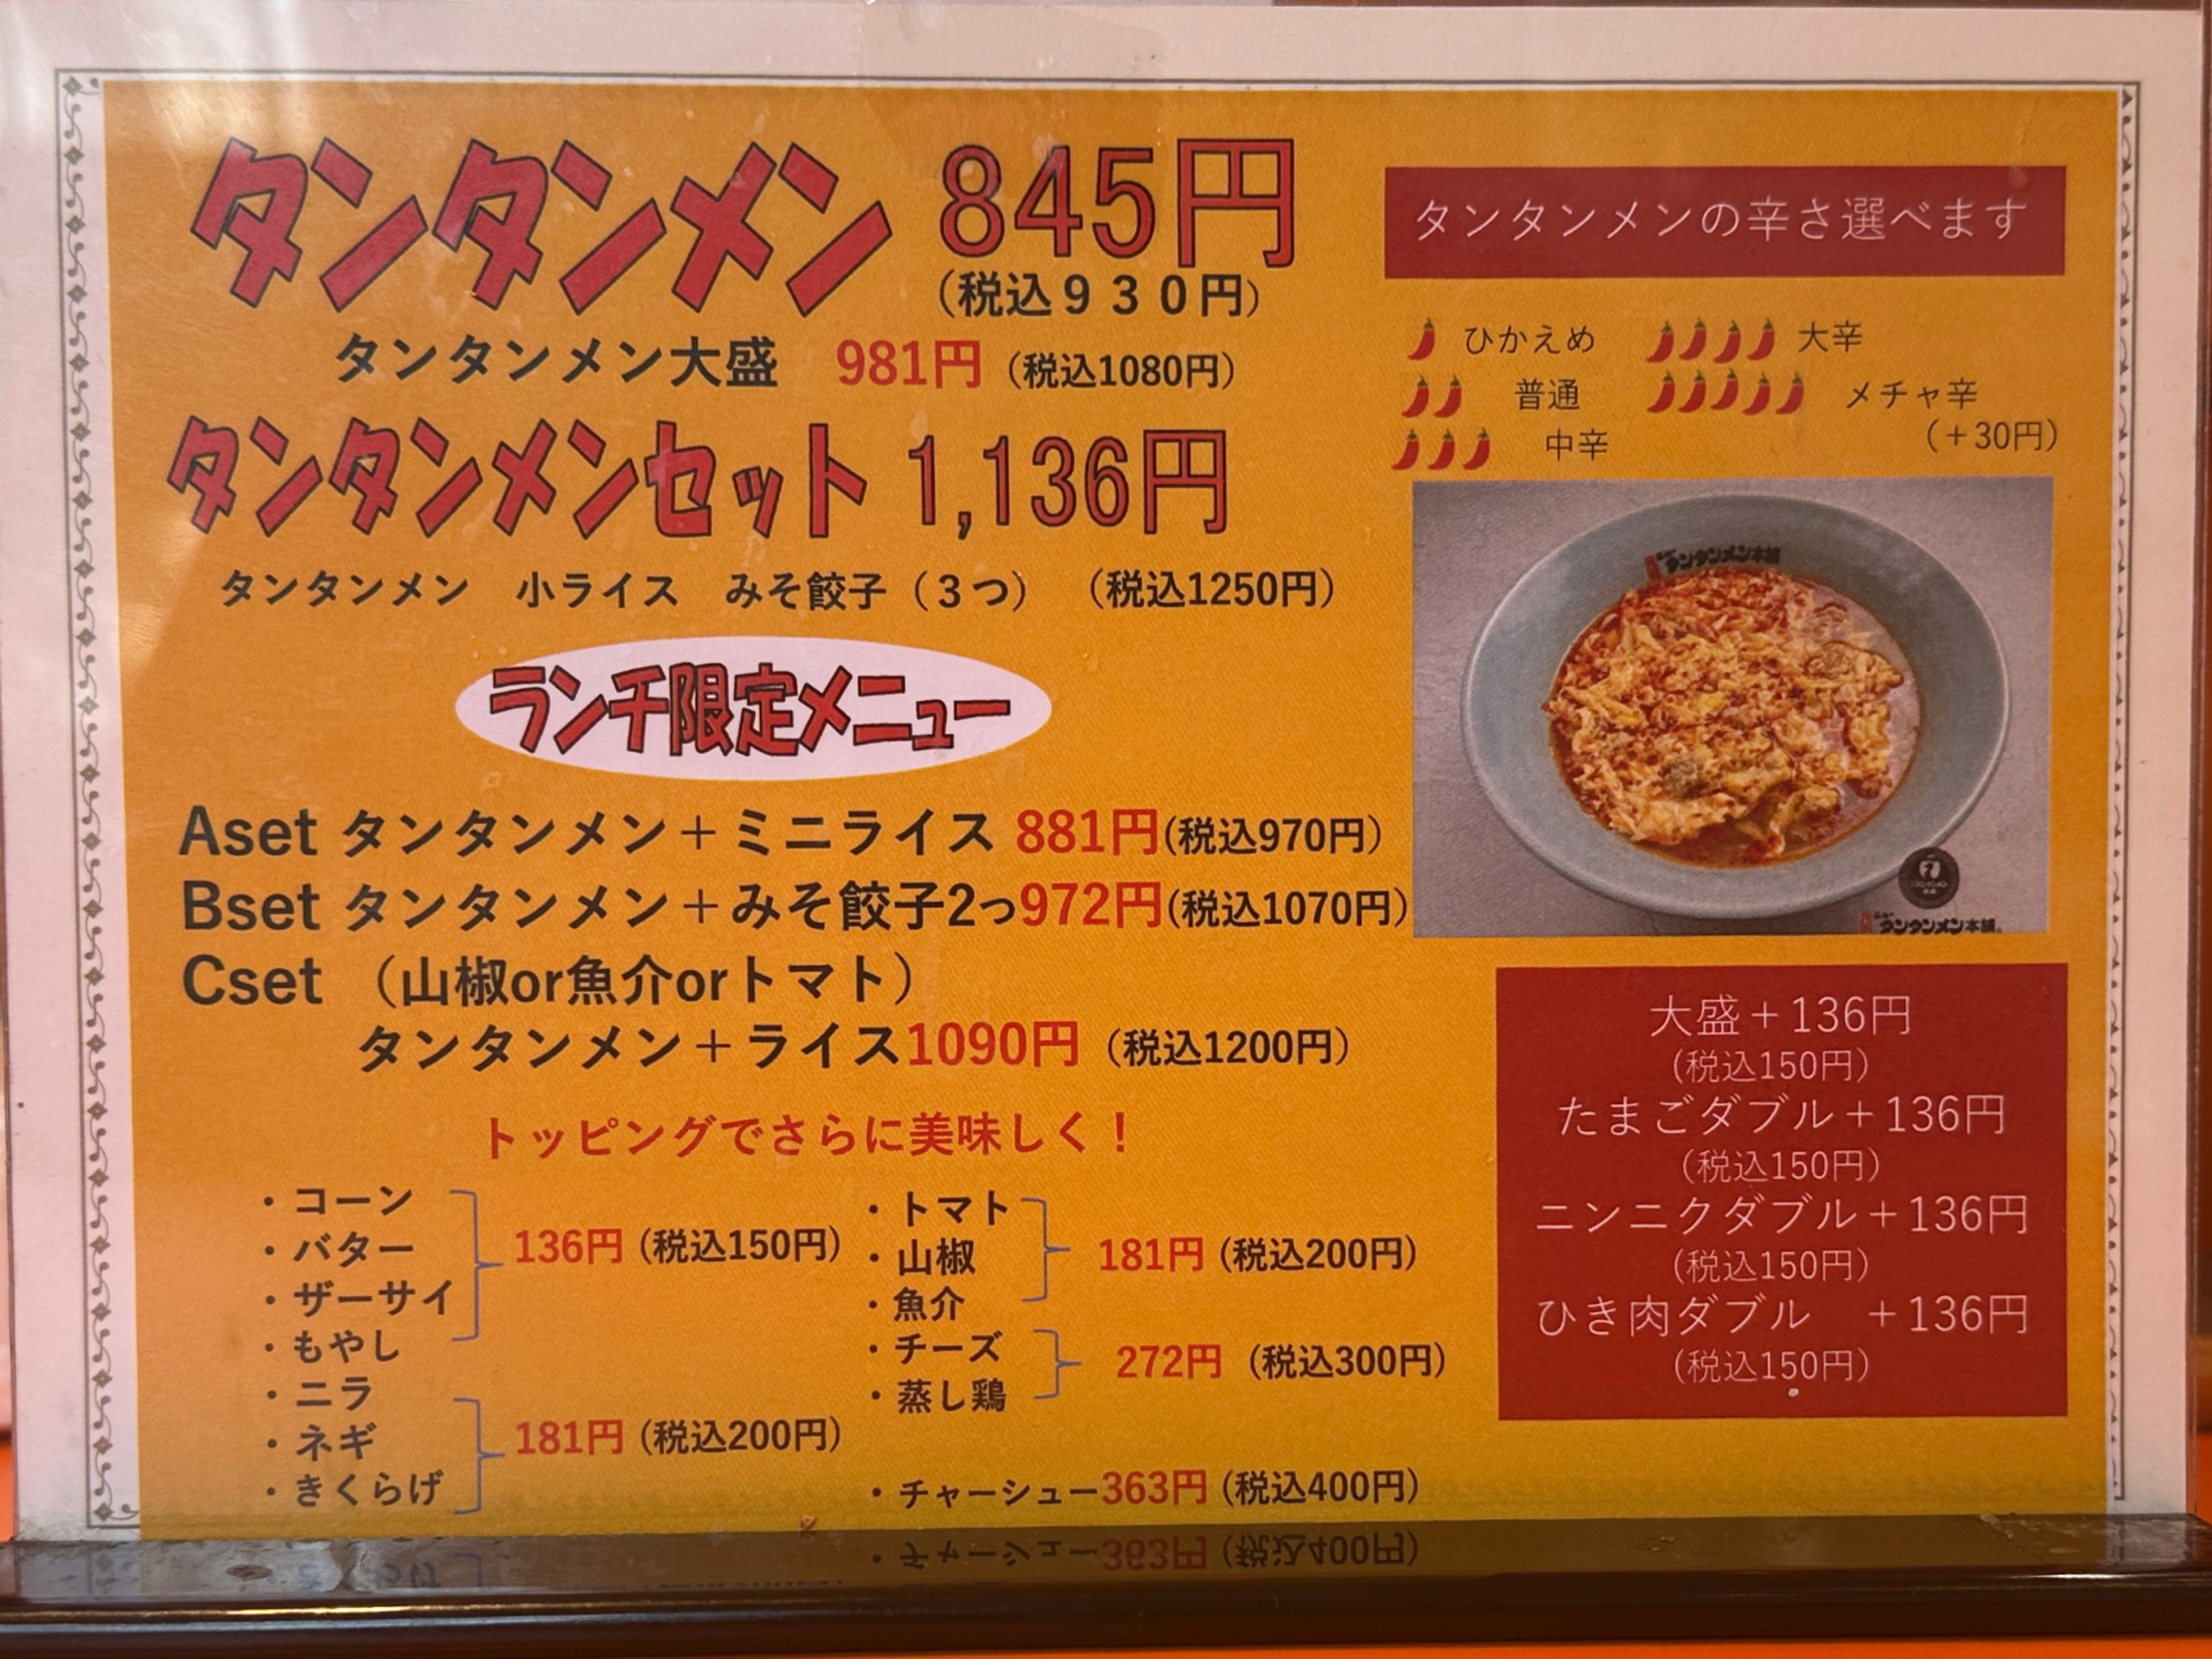 タンタンメン 845円
(税込930円)
タンタンメン大盛 981円 (税込1080円)
タンタンメンセット 1,136円
タンタンメン 小ライス みそ餃子(3つ) (税込1250円)
ランチ限定メニュー
Aset タンタンメン+ミニライス 881円(税込970円)
Bset タンタンメン+みそ餃子2っ972円(税込1070円)
Cset (山椒or魚介orトマト)
タンタンメン+ライス1090円 (税込1200円)
トッピングでさらに美味しく!
・コーン
・バター
・ザーサイ
・もやし
136円 (税込150円)
・ニラ
・ネギ
・きくらげ
181円 (税込200円)
・トマト
・山椒
・魚介
181円 (税込200円)
・チーズ
・蒸し鶏
272円 (税込300円)
・チャーシュー363円 (税込400円)
タンタンメンの辛さ選べます
ひかえめ
普通
中辛
大辛
メチャ辛
(+30円)
タンタンメン本舗
タンタンメン本舗
大盛+136円
(税込150円)
たまごダブル+136円
(税込150円)
ニンニクダブル+136円
(税込150円)
ひき肉ダブル +136円
(税込150円)